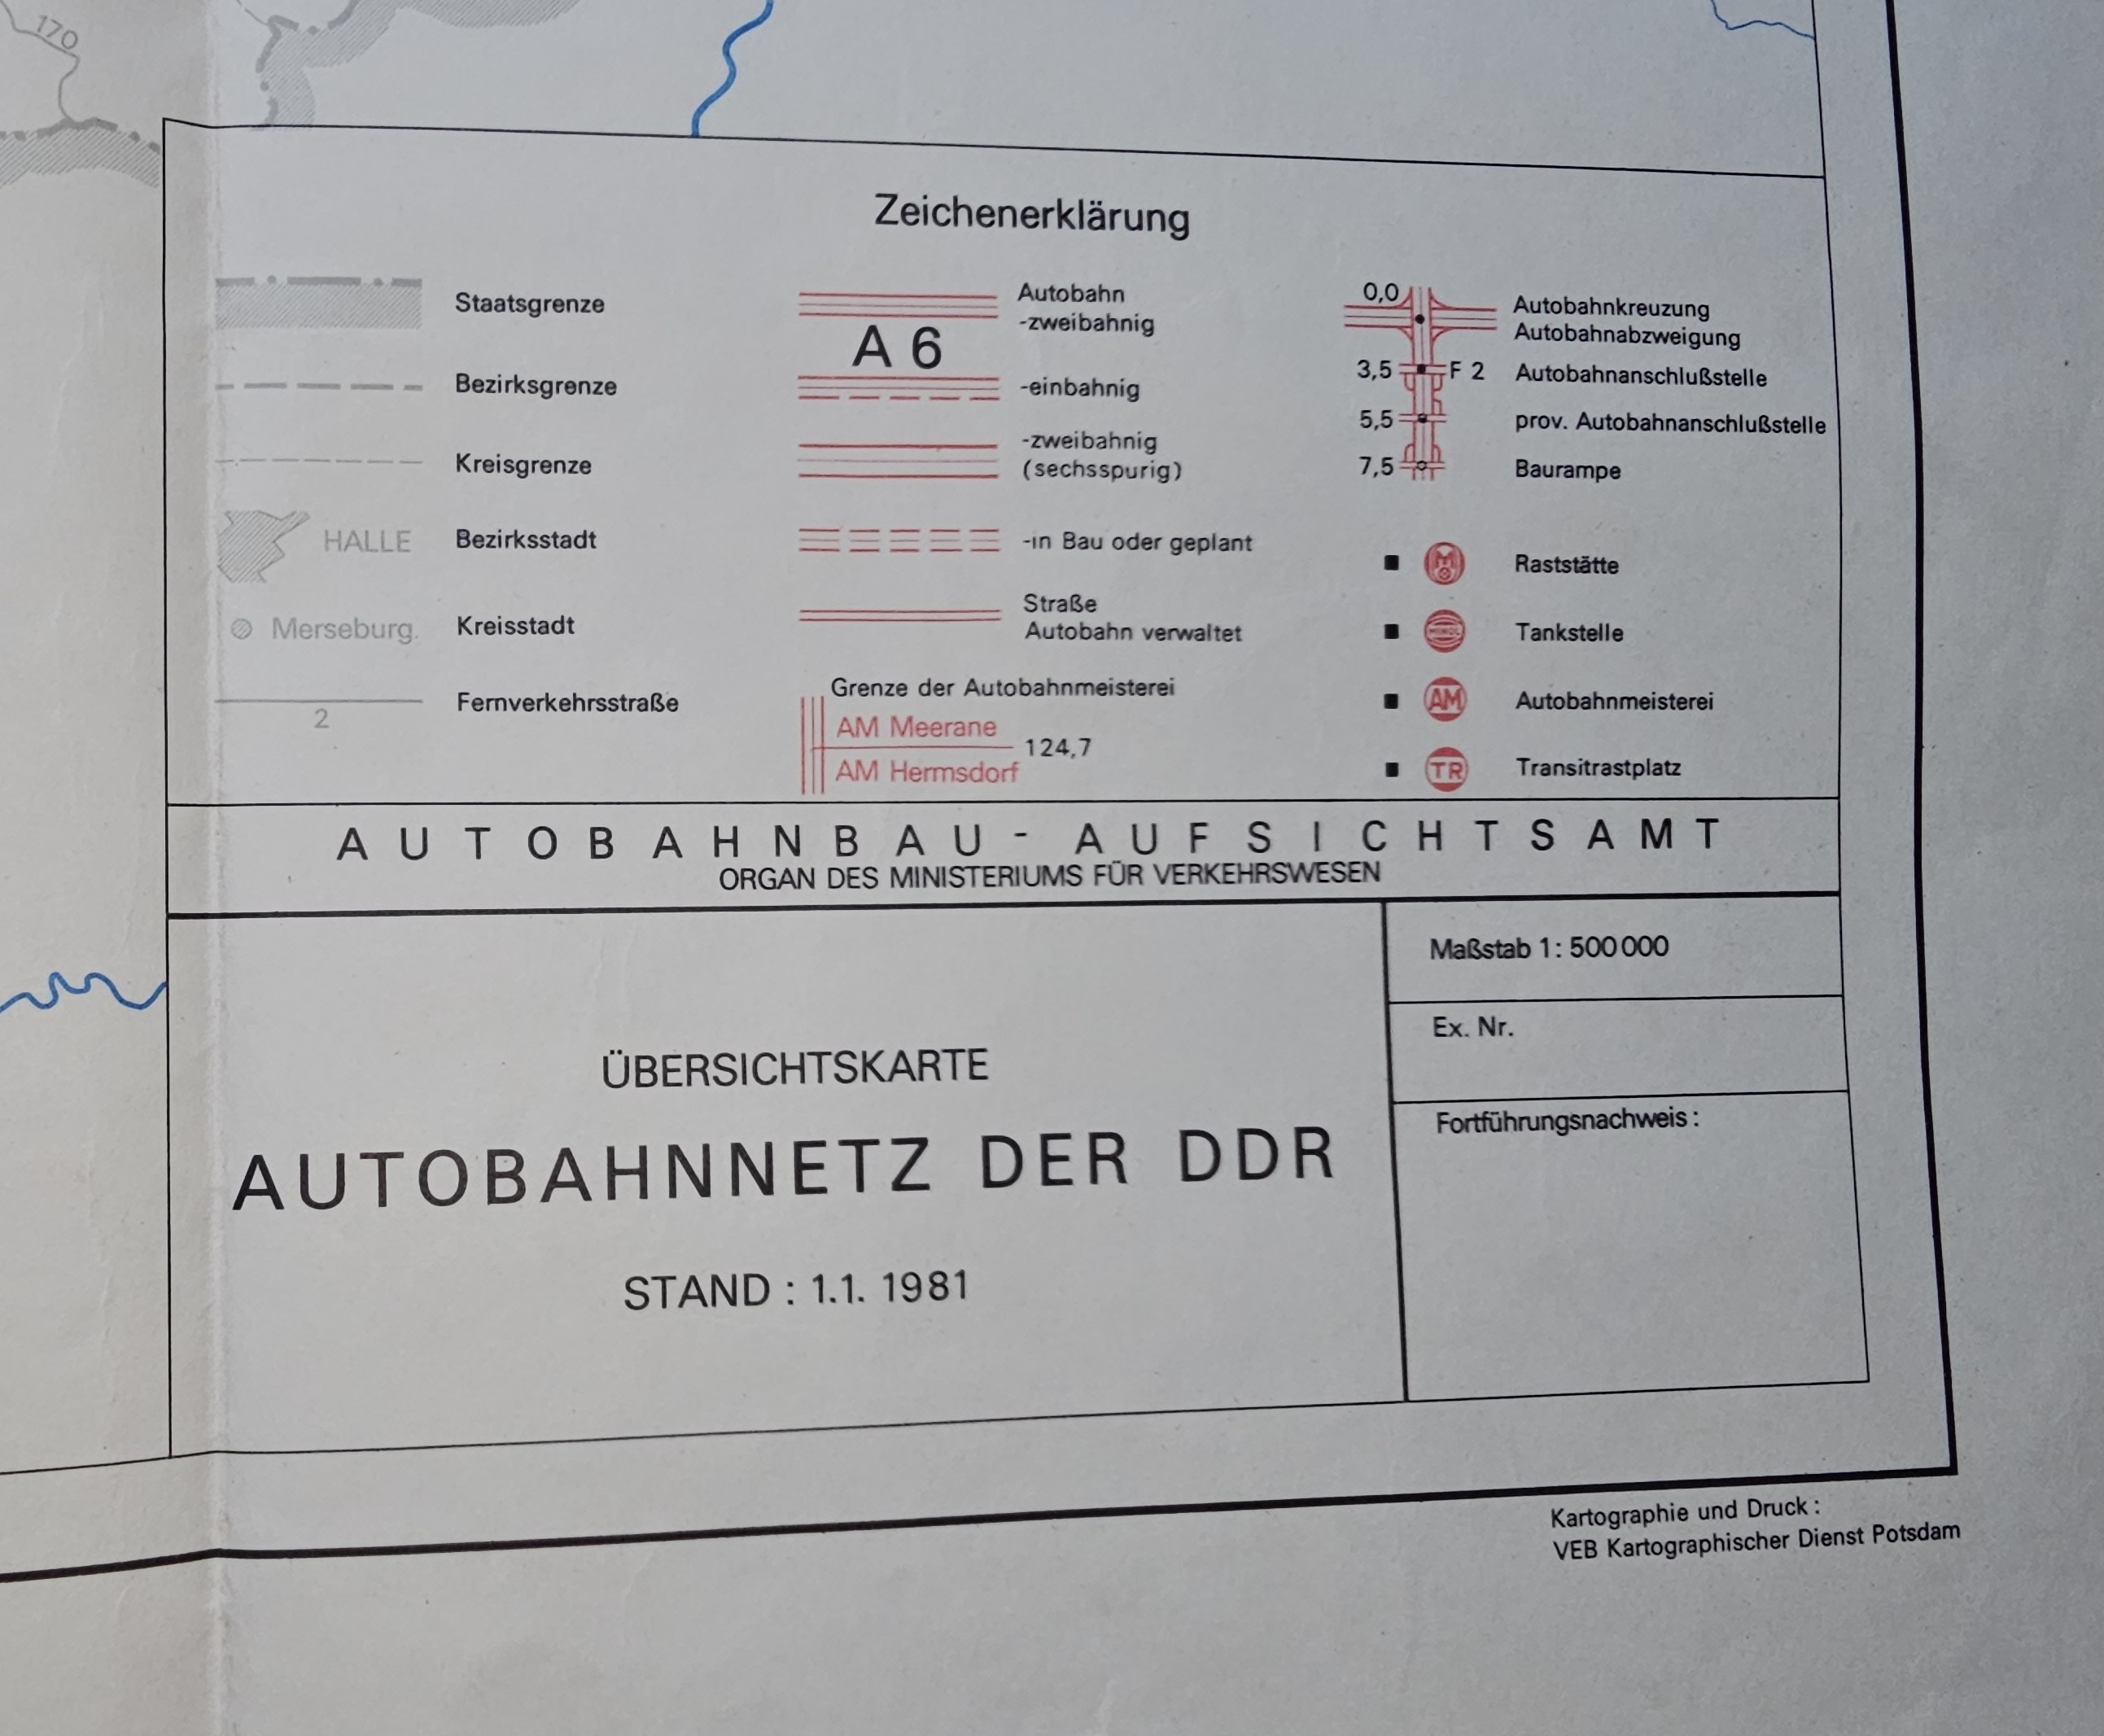 170
Zeichenerklärung
Staatsgrenze
Bezirksgrenze
Kreisgrenze
HALLE Bezirksstadt
Merseburg. Kreisstadt
2 Fernverkehrsstraße
Autobahn
-zweibahnig
A 6
-einbahnig
-zweibahnig
(sechsspurig)
-in Bau oder geplant
Straße
Autobahn verwaltet
Grenze der Autobahnmeisterei
AM Meerane
124,7
AM Hermsdorf
0,0
Autobahnkreuzung
Autobahnabzweigung
3,5 F 2 Autobahnanschlußstelle
5,5 prov. Autobahnanschlußstelle
7,5 Baurampe
M Raststätte
MINOL Tankstelle
AM Autobahnmeisterei
TR Transitrastplatz
AUTOBAHNBAU-AUFSICHTSAMT
ORGAN DES MINISTERIUMS FÜR VERKEHRSWESEN
ÜBERSICHTSKARTE
AUTOBAHNNETZ DER DDR
STAND : 1.1. 1981
Maßstab 1: 500 000
Ex. Nr.
Fortführungsnachweis :
Kartographie und Druck :
VEB Kartographischer Dienst Potsdam